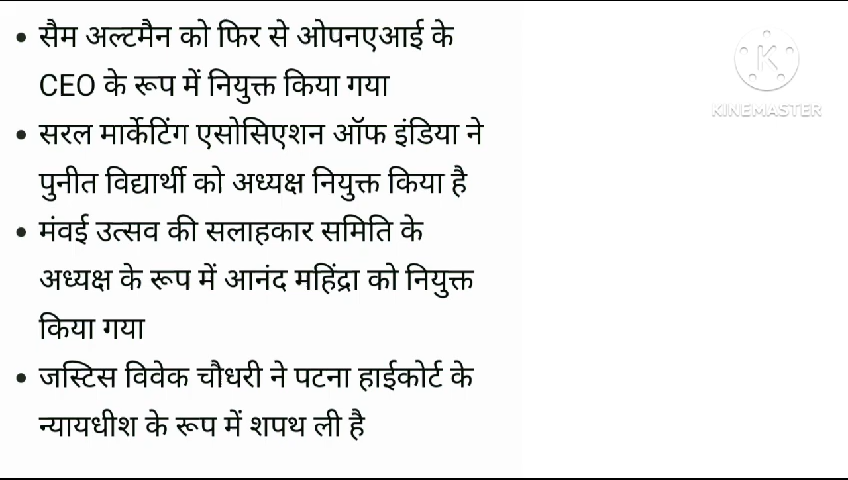 • सैम अल्टमैन को फिर से ओपनएआई के
CEO के रूप में नियुक्त किया गया
• सरल मार्केटिंग एसोसिएशन ऑफ इंडिया ने
पुनीत विद्यार्थी को अध्यक्ष नियुक्त किया है
• मंवई उत्सव की सलाहकार समिति के
अध्यक्ष के रूप में आनंद महिंद्रा को नियुक्त
किया गया
• जस्टिस विवेक चौधरी ने पटना हाईकोर्ट के
न्यायधीश के रूप में शपथ ली है
K
KINEMASTER